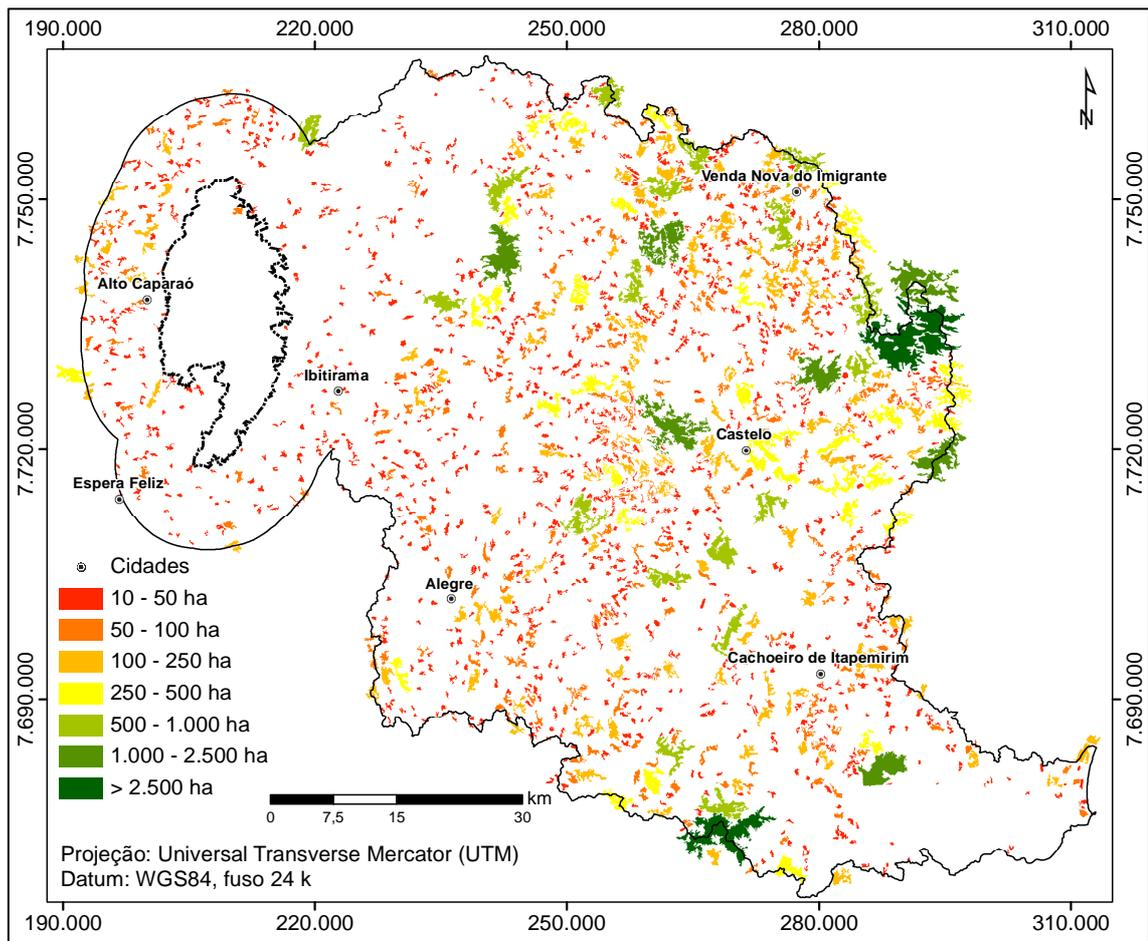 190.000 220.000 250.000 280.000 310.000
N
7.750.000 7.750.000
Venda Nova do Imigrante
Alto Caparaó
Ibitirama
Castelo
7.720.000 7.720.000
Espera Feliz
Alegre
Cachoeiro de Itapemirim
7.690.000 7.690.000
Cidades
10 - 50 ha
50 - 100 ha
100 - 250 ha
250 - 500 ha
500 - 1.000 ha
1.000 - 2.500 ha
> 2.500 ha
km
0 7,5 15 30
Projeção: Universal Transverse Mercator (UTM)
Datum: WGS84, fuso 24 k
190.000 220.000 250.000 280.000 310.000